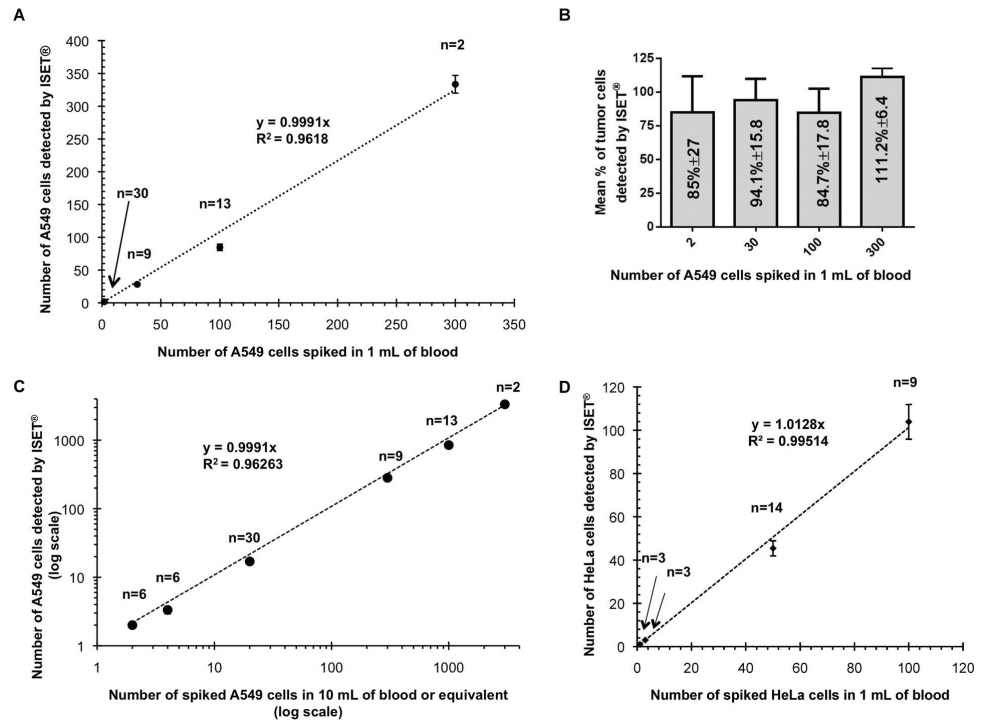 A
Number of A549 cells detected by ISET®
400
350
300
250
200
150
100
50
0
n=2
y = 0.9991x
R² = 0.9618
n=30
n=13
n=9
0 50 100 150 200 250 300 350
Number of A549 cells spiked in 1 mL of blood
B
Mean % of tumor cells
detected by ISET®
125
100
75
50
25
0
85%±27
94.1%±15.8
84.7%±17.8
111.2%±6.4
2 30 100 300
Number of A549 cells spiked in 1 mL of blood
C
Number of A549 cells detected by ISET®
(log scale)
1000
100
10
1
n=2
n=13
y = 0.9991x
R² = 0.96263
n=9
n=30
n=6
n=6
1 10 100 1000
Number of spiked A549 cells in 10 mL of blood or equivalent
(log scale)
D
Number of HeLa cells detected by ISET®
120
100
80
60
40
20
0
n=9
y = 1.0128x
R² = 0.99514
n=14
n=3
n=3
0 20 40 60 80 100 120
Number of spiked HeLa cells in 1 mL of blood